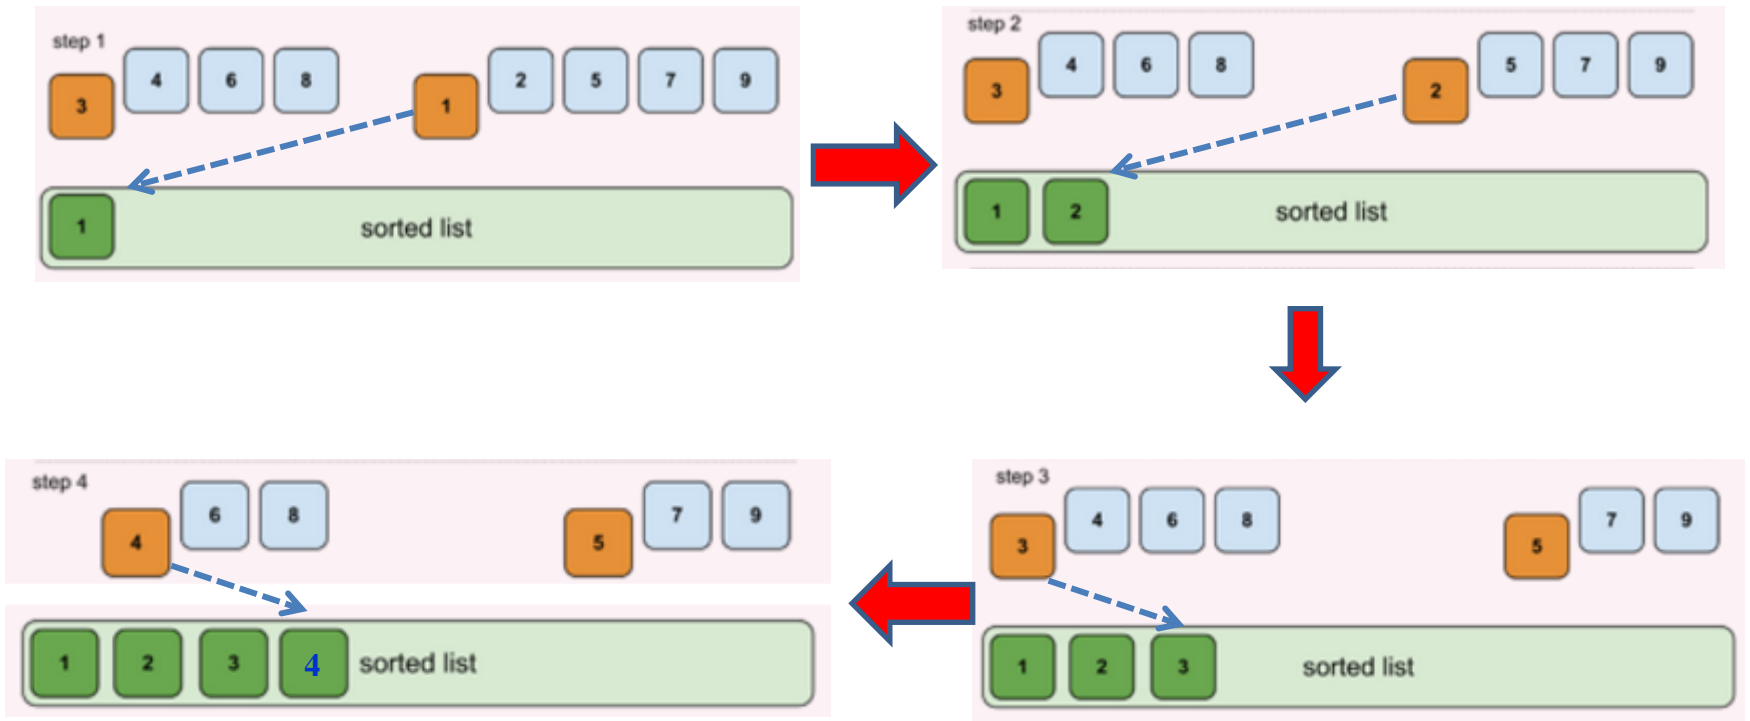 step 1
3 4 6 8 1 2 5 7 9
1 sorted list
step 2
3 4 6 8 2 5 7 9
1 2 sorted list
step 3
3 4 6 8 5 7 9
1 2 3 sorted list
step 4
4 6 8 5 7 9
1 2 3 4 sorted list